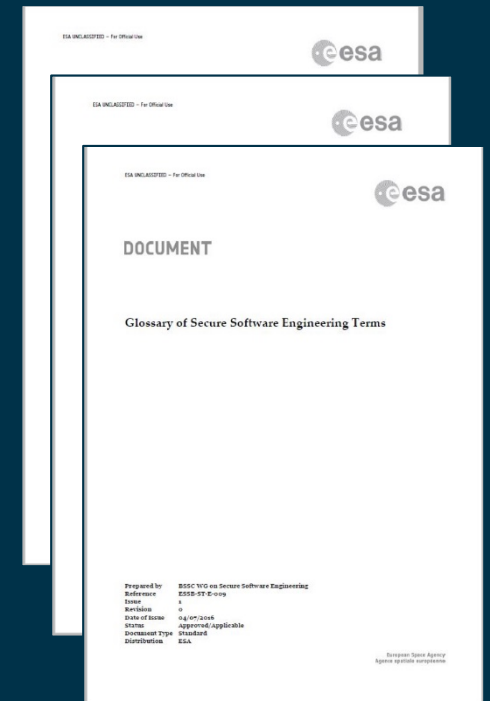 ESA UNCLASSIFIED – For Official Use
esa
ESA UNCLASSIFIED – For Official Use
esa
ESA UNCLASSIFIED – For Official Use
esa
DOCUMENT
Glossary of Secure Software Engineering Terms
Prepared by BSSC WG on Secure Software Engineering
Reference ESSB-ST-E-009
Issue 1
Revision 0
Date of Issue 04/07/2016
Status Approved/Applicable
Document Type Standard
Distribution ESA
European Space Agency
Agence spatiale européenne